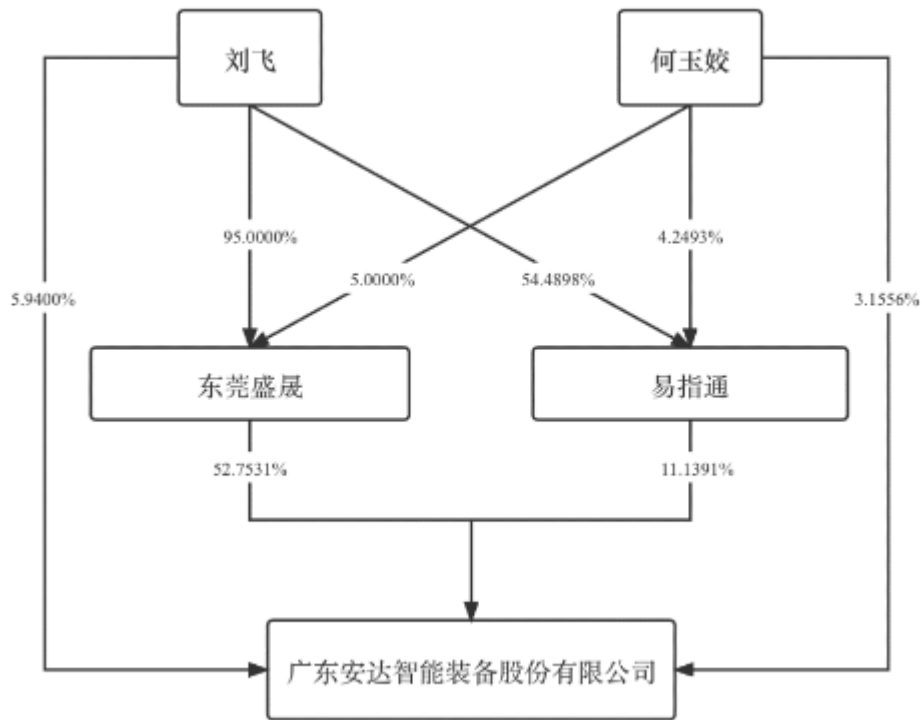 刘飞
何玉姣
95.0000%
4.2493%
5.0000%
54.4898%
5.9400%
3.1556%
东莞盛晟
易指通
52.7531%
11.1391%
广东安达智能装备股份有限公司